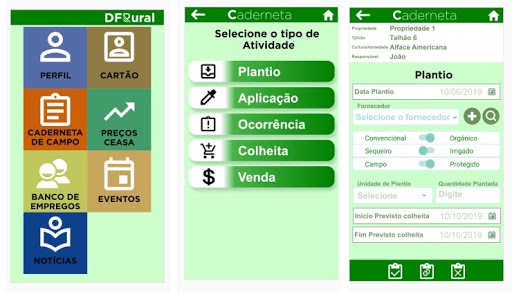 DFRural
PERFIL
CARTÃO
CADERNETA
DE CAMPO
PREÇOS
CEASA
BANCO DE
EMPREGOS
EVENTOS
NOTÍCIAS
Caderneta
Selecione o tipo de
Atividade
Plantio
Aplicação
Ocorrência
Colheita
Venda
Caderneta
Propriedade Propriedade 1
Talhão Talhão 6
Cultura/Variedade Alface Americana
Responsável João
Plantio
Data Plantio 10/06/2019
Fornecedor
Selecione o fornecedor
Convencional Orgânico
Sequeiro Irrigado
Campo Protegido
Unidade de Plantio Quantidade Plantada
Selecione Digite
Início Previsto colheita 10/10/2019
Fim Previsto colheita 10/10/2019